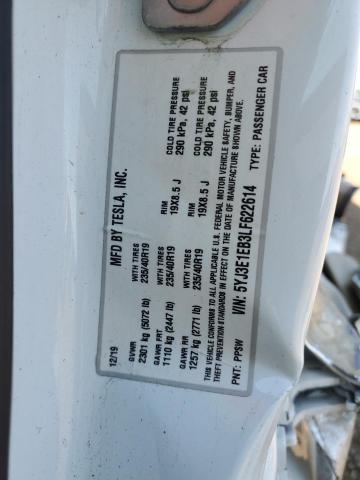 MFD BY TESLA, INC.
12/19
GVWR
2301 kg (5072 lb)
GAWR FRT
1110 kg (2447 lb)
WITH TIRES
235/40R19
RIM
19X8.5 J
COLD TIRE PRESSURE
290 kPa, 42 psi
GAWR RR
1257 kg (2771 lb)
WITH TIRES
235/40R19
RIM
19X8.5 J
COLD TIRE PRESSURE
290 kPa, 42 psi
THIS VEHICLE CONFORMS TO ALL APPLICABLE U.S. FEDERAL MOTOR VEHICLE SAFETY, BUMPER, AND
THEFT PREVENTION STANDARDS IN EFFECT ON THE DATE OF MANUFACTURE SHOWN ABOVE.
VIN: 5YJ3E1EB3LF622614
PNT: PPSW
TYPE: PASSENGER CAR